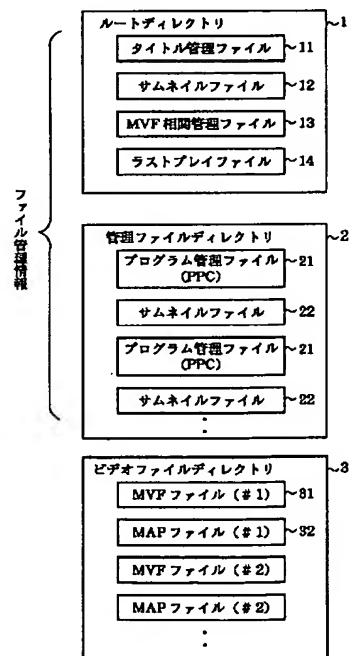 ルートディレクトリ ~1
タイトル管理ファイル ~11
サムネイルファイル ~12
MVF 相関管理ファイル ~13
ラストプレイファイル ~14
ファイル管理情報
管理ファイルディレクトリ ~2
プログラム管理ファイル ~21
(PPC)
サムネイルファイル ~22
プログラム管理ファイル ~21
(PPC)
サムネイルファイル ~22
ビデオファイルディレクトリ ~3
MVF ファイル (#1) ~31
MAP ファイル (#1) ~32
MVF ファイル (#2)
MAP ファイル (#2)